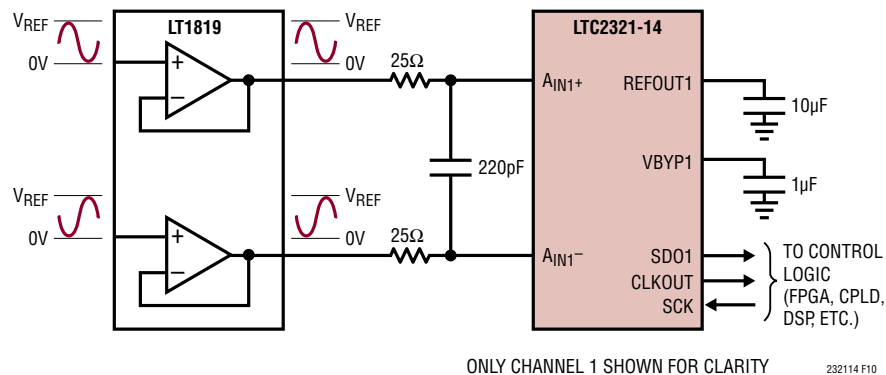 LT1819
LTC2321-14
VREF
0V
VREF
0V
25Ω
+
–
AIN1+
REFOUT1
10µF
220pF
VBYP1
1µF
VREF
0V
VREF
0V
25Ω
+
–
AIN1–
SDO1
CLKOUT
SCK
TO CONTROL
LOGIC
(FPGA, CPLD,
DSP, ETC.)
ONLY CHANNEL 1 SHOWN FOR CLARITY
232114 F10